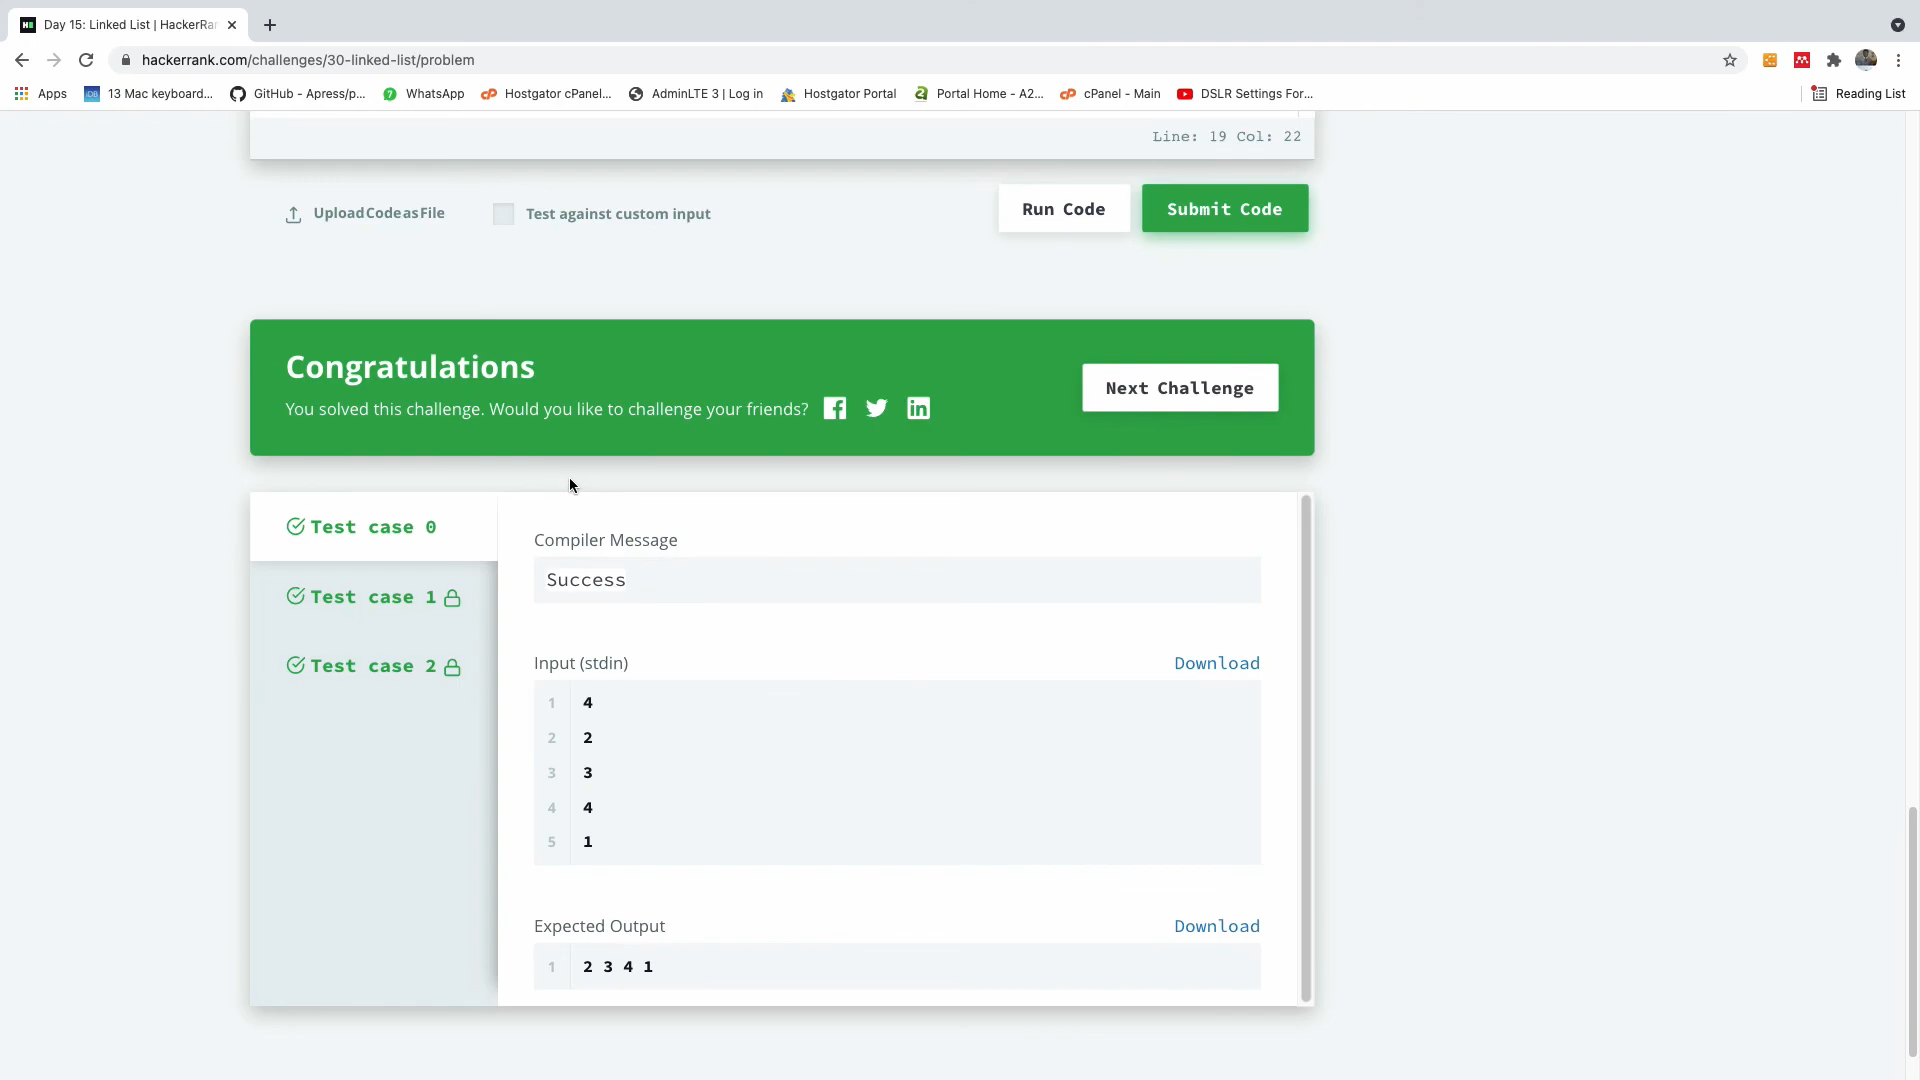 Day 15: Linked List | HackerRan
hackerrank.com/challenges/30-linked-list/problem
Apps 13 Mac keyboard... GitHub - Apress/p... WhatsApp Hostgator cPanel... AdminLTE 3 | Log in Hostgator Portal Portal Home - A2... cPanel - Main DSLR Settings For... Reading List
Line: 19 Col: 22
Upload Code as File Test against custom input Run Code Submit Code
Congratulations
You solved this challenge. Would you like to challenge your friends?
Next Challenge
Test case 0
Test case 1
Test case 2
Compiler Message
Success
Input (stdin) Download
1 4
2 2
3 3
4 4
5 1
Expected Output Download
1 2 3 4 1